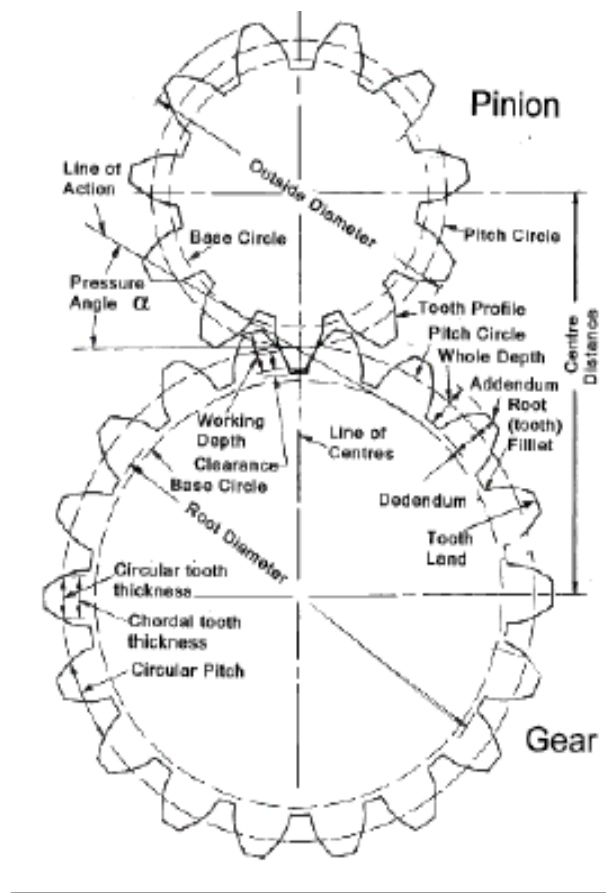 Pinion
Line of
Action
Outside Diameter
Base Circle
Pitch Circle
Pressure
Angle α
Tooth Profile
Pitch Circle
Whole Depth
Centre
Distance
Addendum
Root
(tooth)
Fillet
Working
Depth
Line of
Centres
Clearance
Base Circle
Dedendum
Root Diameter
Tooth
Land
Circular tooth
thickness
Chordal tooth
thickness
Circular Pitch
Gear